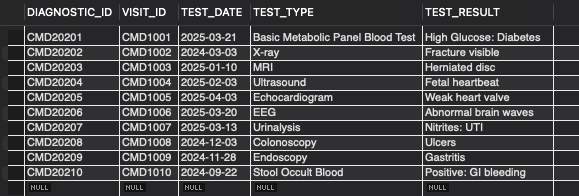 DIAGNOSTIC_ID VISIT_ID TEST_DATE TEST_TYPE TEST_RESULT
CMD20201 CMD1001 2025-03-21 Basic Metabolic Panel Blood Test High Glucose: Diabetes
CMD20202 CMD1002 2024-03-03 X-ray Fracture visible
CMD20203 CMD1003 2025-01-10 MRI Herniated disc
CMD20204 CMD1004 2025-02-03 Ultrasound Fetal heartbeat
CMD20205 CMD1005 2025-04-03 Echocardiogram Weak heart valve
CMD20206 CMD1006 2025-03-20 EEG Abnormal brain waves
CMD20207 CMD1007 2025-03-13 Urinalysis Nitrites: UTI
CMD20208 CMD1008 2024-12-03 Colonoscopy Ulcers
CMD20209 CMD1009 2024-11-28 Endoscopy Gastritis
CMD20210 CMD1010 2024-09-22 Stool Occult Blood Positive: GI bleeding
NULL NULL NULL NULL NULL